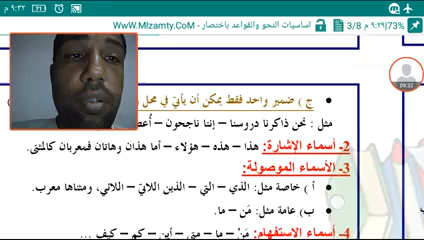 ٩:٣٢ م
٩:٢٩ م 3/8 73%
اساسيات النحو والقواعد باختصار - Www.Mlzamty.CoM
09:32
ج ) ضمير واحد فقط يمكن أن يأتي في محل
مثل : نحن ذاكرنا دروسنا – إننا ناجحون –
2- أسماء الإشارة: هذا – هذه – هؤلاء – أما هذان وهاتان فمعربان كالمثنى.
3- الأسماء الموصولة:
أ ) خاصة مثل: الذي – التي – الذين اللاتي – اللائي، ومثناها معرب.
ب) عامة مثل: مَن – ما.
4- أسماء الاستفهام: مَنْ – ما – متى – أين – كم – كيف ...